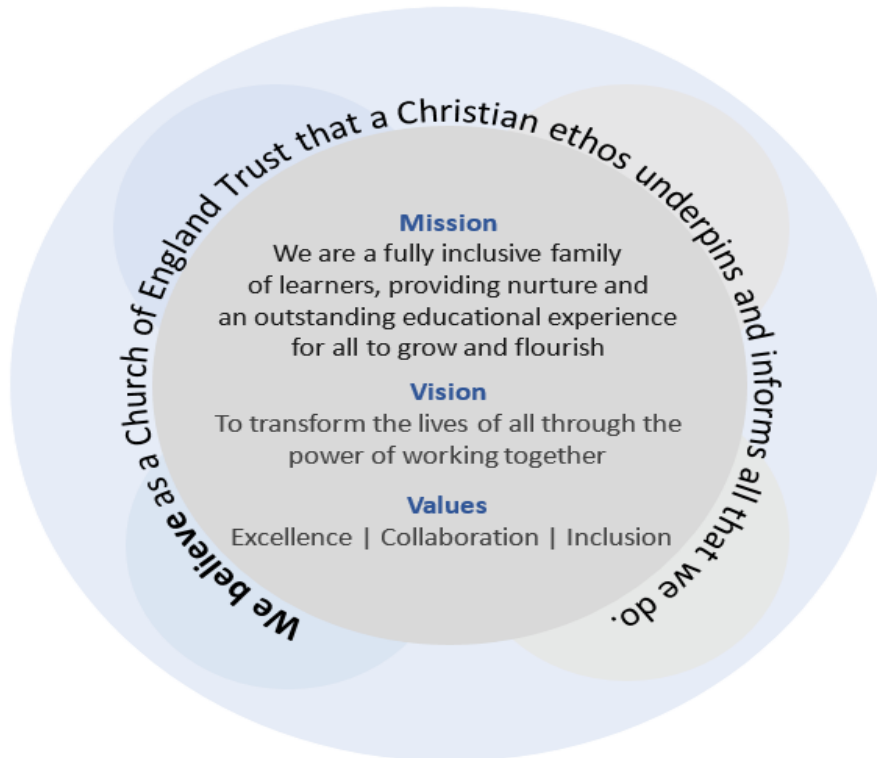 We believe as a Church of England Trust that a Christian ethos underpins and informs all that we do.
Mission
We are a fully inclusive family
of learners, providing nurture and
an outstanding educational experience
for all to grow and flourish
Vision
To transform the lives of all through the
power of working together
Values
Excellence | Collaboration | Inclusion